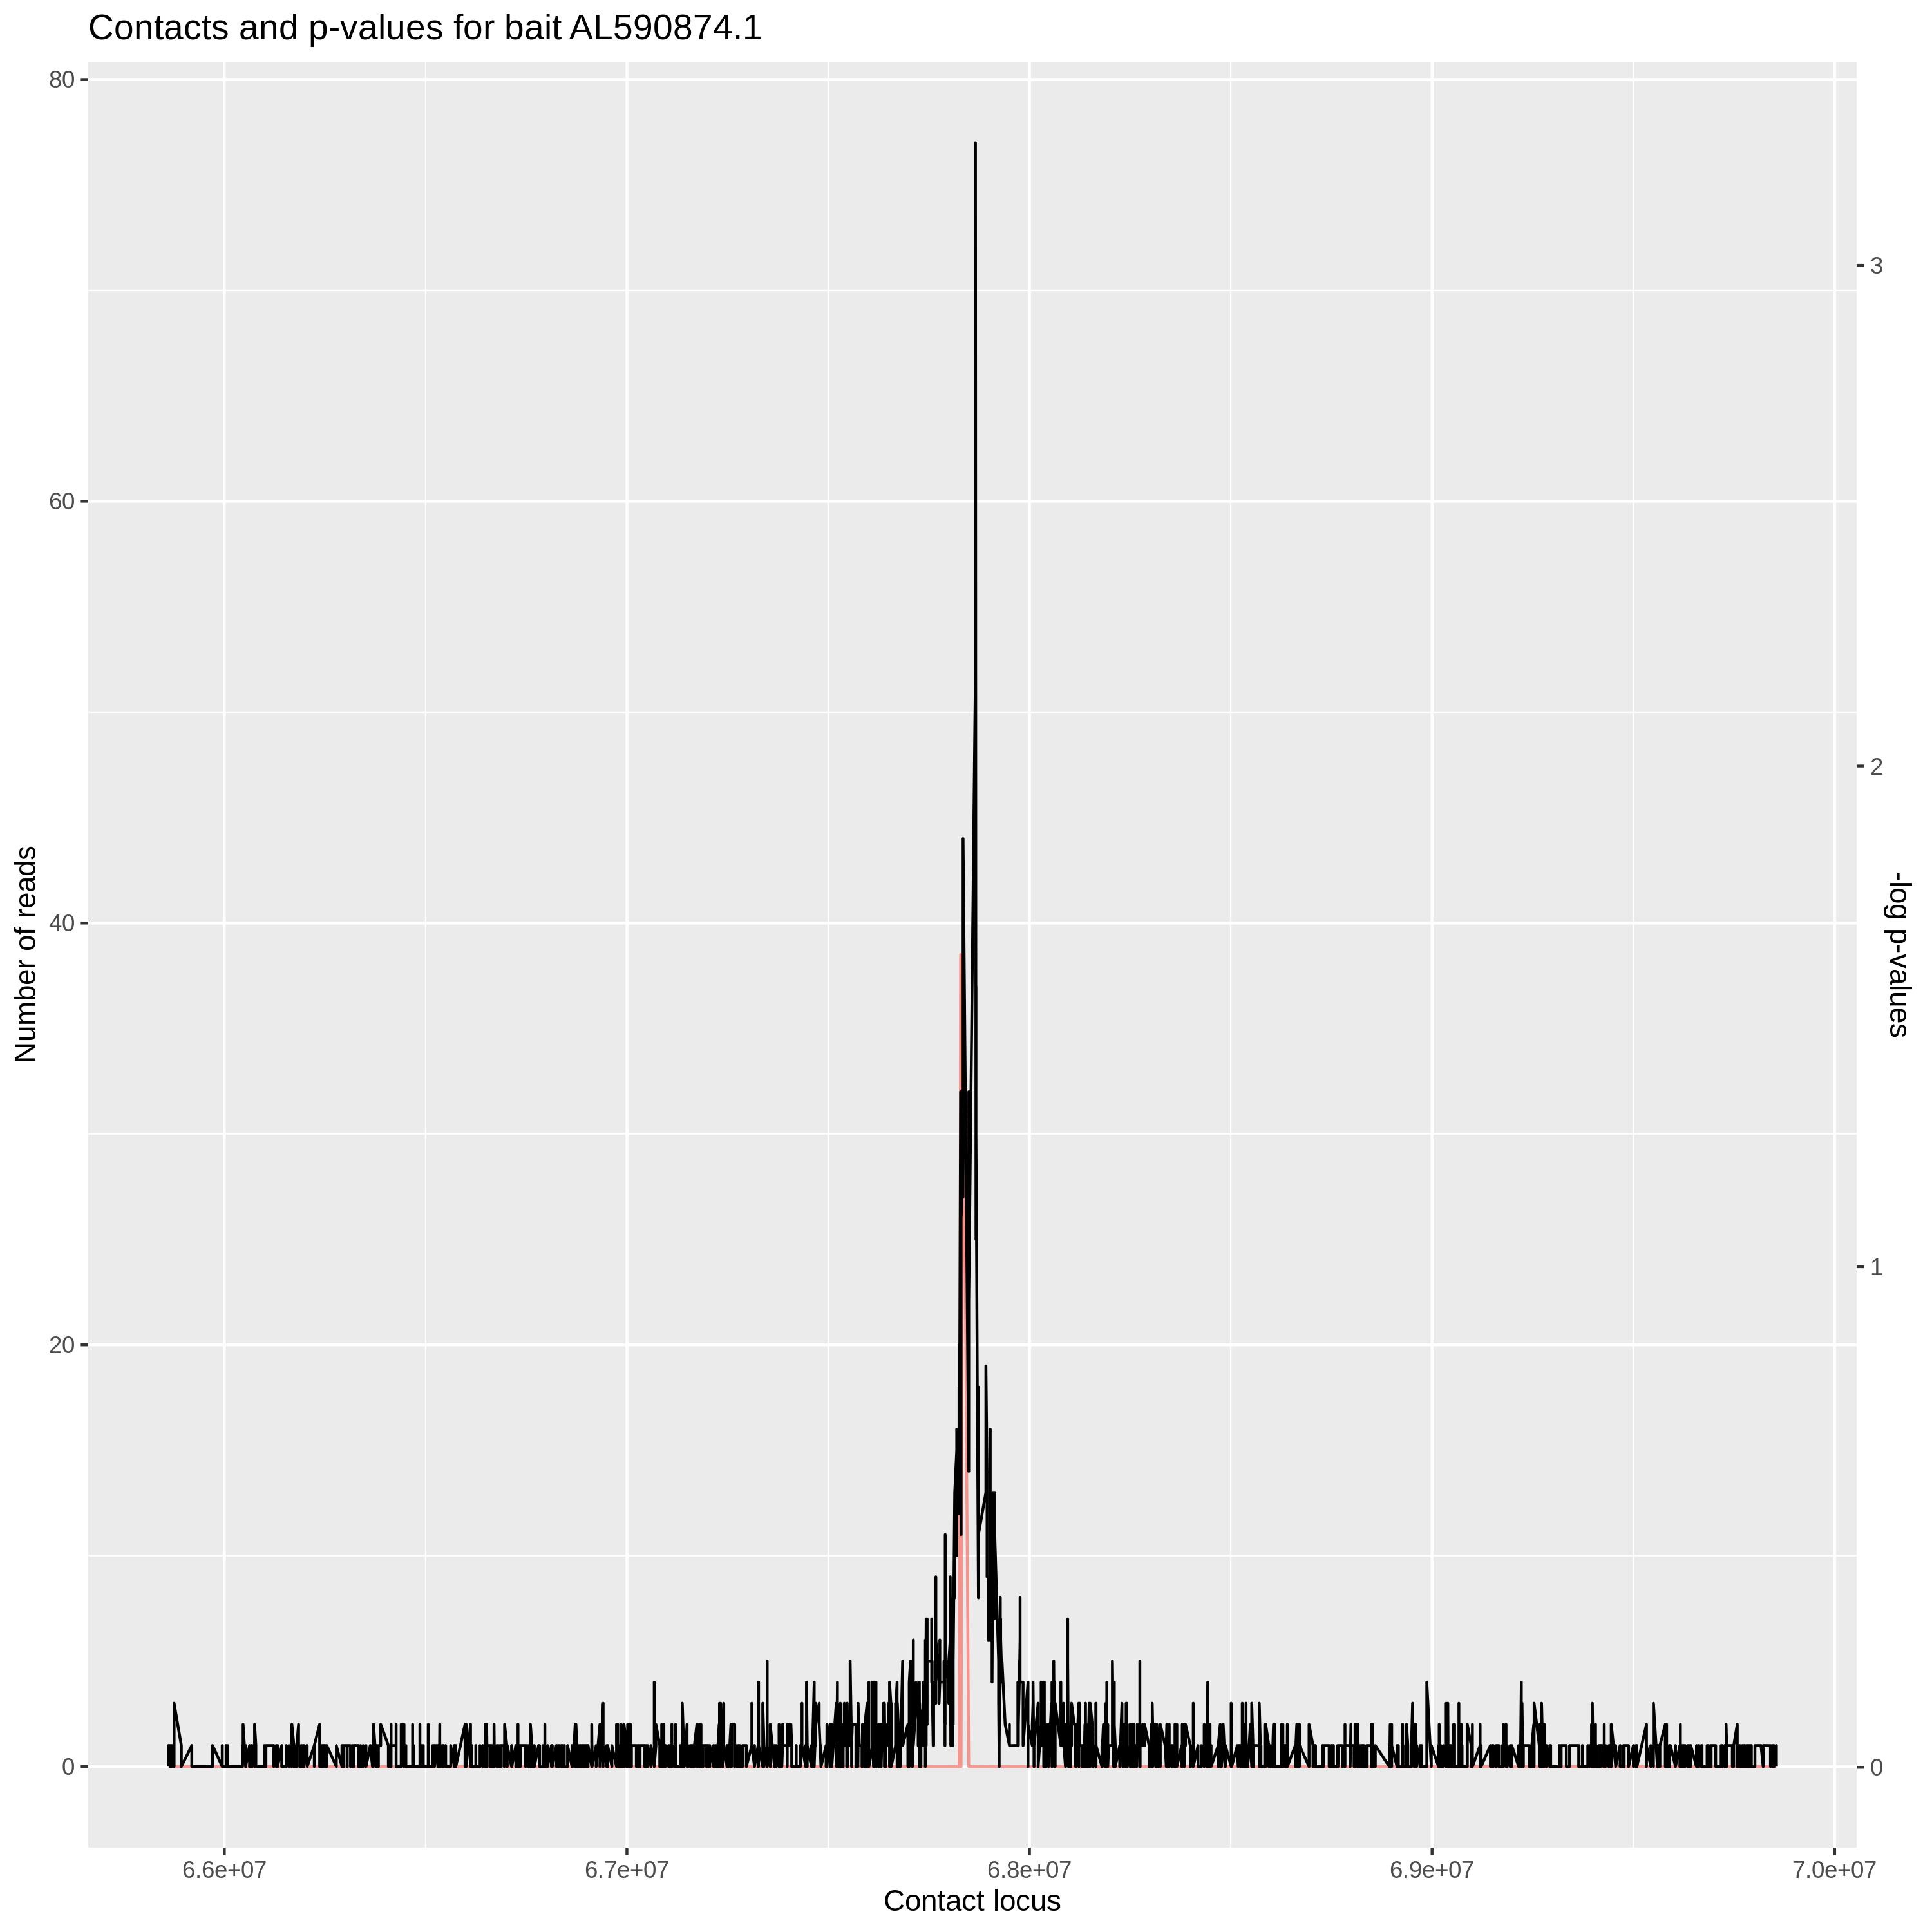 Contacts and p-values for bait AL590874.1
80
60
40
20
0
Number of reads
3
2
1
0
-log p-values
6.6e+07 6.7e+07 6.8e+07 6.9e+07 7.0e+07
Contact locus